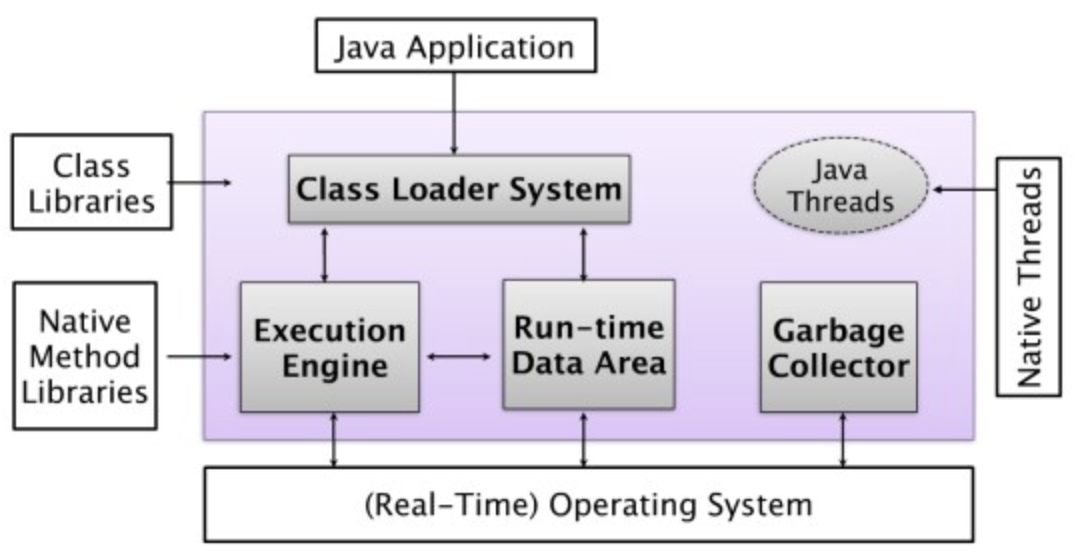 Java Application
Class
Libraries
Class Loader System
Java
Threads
Native Threads
Native
Method
Libraries
Execution
Engine
Run-time
Data Area
Garbage
Collector
(Real-Time) Operating System